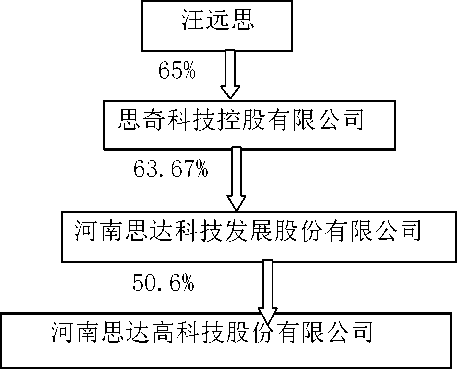 汪远思
65%
思奇科技控股有限公司
63.67%
河南思达科技发展股份有限公司
50.6%
河南思达高科技股份有限公司